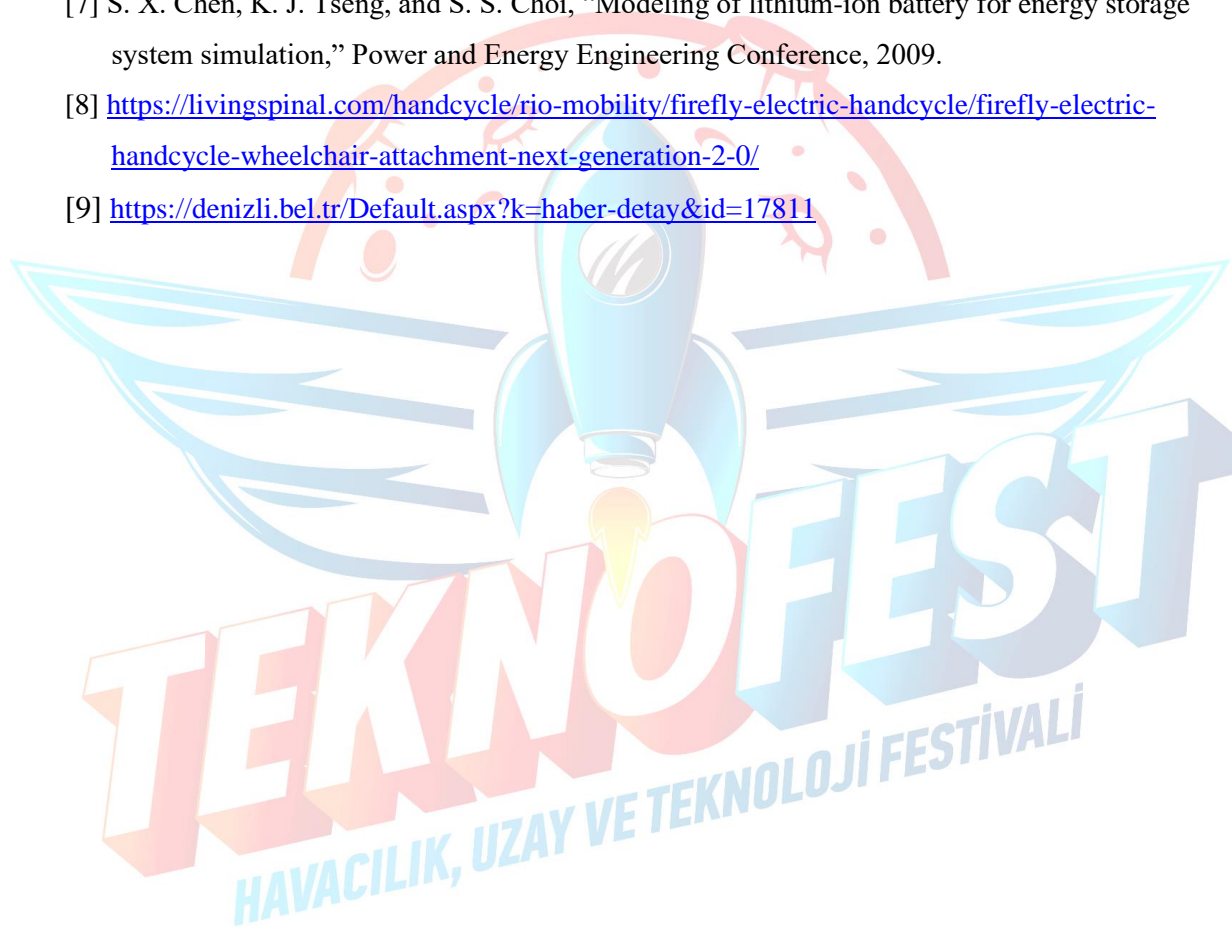 [7] S. X. Chen, K. J. Tseng, and S. S. Choi, “Modeling of lithium-ion battery for energy storage
system simulation,” Power and Energy Engineering Conference, 2009.
[8] https://livingspinal.com/handcycle/rio-mobility/firefly-electric-handcycle/firefly-electric-
handcycle-wheelchair-attachment-next-generation-2-0/
[9] https://denizli.bel.tr/Default.aspx?k=haber-detay&id=17811
TEKNOFEST
HAVACILIK, UZAY VE TEKNOLOJİ FESTİVALİ